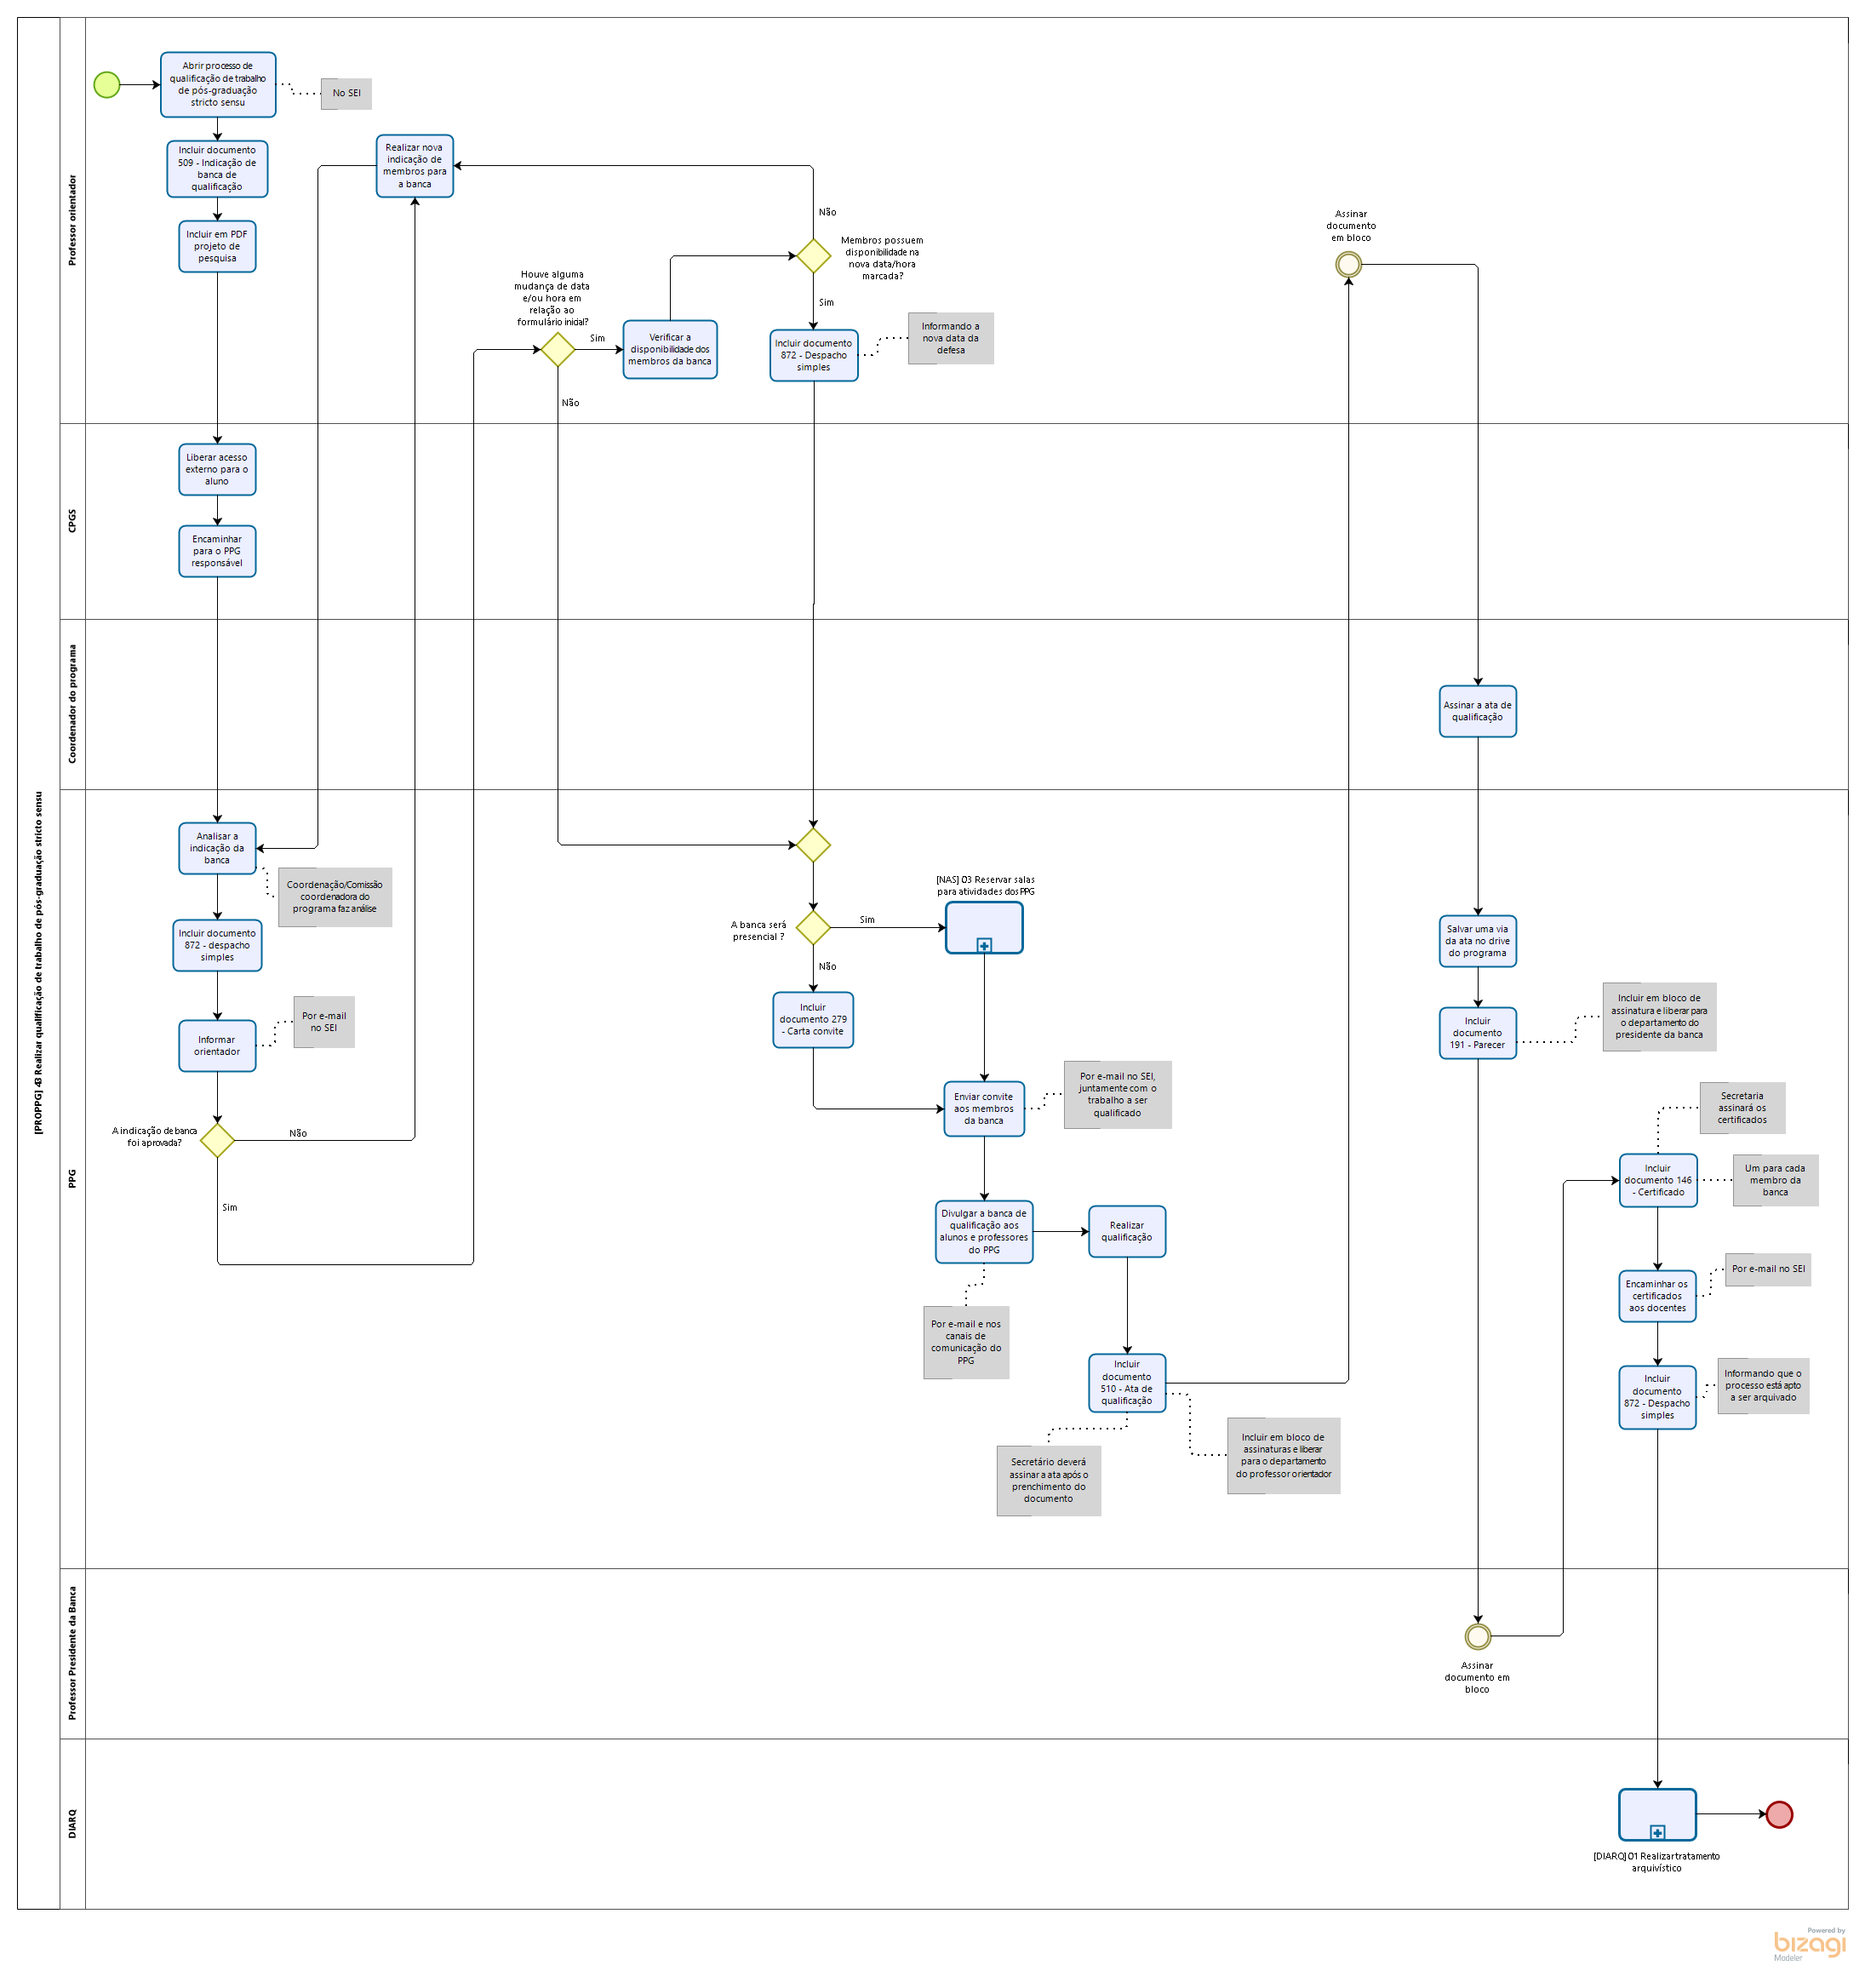 [PROPPG] 43 Realizar qualificação de trabalho de pós-graduação stricto sensu
Professor orientador
Abrir processo de
qualificação de trabalho
de pós-graduação
stricto sensu
No SEI
Incluir documento
509 - Indicação de
banca de
qualificação
Realizar nova
indicação de
membros para
a banca
Incluir em PDF
projeto de
pesquisa
Não
Membros possuem
disponibilidade na
nova data/hora
marcada?
Sim
Houve alguma
mudança de data
e/ou hora em
relação ao
formulário inicial?
Sim
Não
Verificar a
disponibilidade dos
membros da banca
Incluir documento
872 - Despacho
simples
Informando a
nova data da
defesa
Assinar
documento
em bloco
CPGS
Liberar acesso
externo para o
aluno
Encaminhar
para o PPG
responsável
Coordenador do programa
Assinar a ata de
qualificação
PPG
Analisar a
indicação da
banca
Coordenação/Comissão
coordenadora do
programa faz análise
Incluir documento
872 - despacho
simples
Informar
orientador
Por e-mail
no SEI
A indicação de banca
foi aprovada?
Não
Sim
A banca será
presencial ?
Sim
Não
[NAS] 03 Reservar salas
para atividades dos PPG
Incluir
documento 279
- Carta convite
Enviar convite
aos membros
da banca
Por e-mail no SEI,
juntamente com o
trabalho a ser
qualificado
Divulgar a banca de
qualificação aos
alunos e professores
do PPG
Por e-mail e nos
canais de
comunicação do
PPG
Realizar
qualificação
Incluir
documento
510 - Ata de
qualificação
Secretário deverá
assinar a ata após o
prenchimento do
documento
Incluir em bloco de
assinaturas e liberar
para o departamento
do professor orientador
Salvar uma via
da ata no drive
do programa
Incluir
documento
191 - Parecer
Incluir em bloco de
assinatura e liberar para
o departamento do
presidente da banca
Secretaria
assinará os
certificados
Incluir
documento 146
- Certificado
Um para cada
membro da
banca
Encaminhar os
certificados
aos docentes
Por e-mail no SEI
Incluir
documento
872 - Despacho
simples
Informando que o
processo está apto
a ser arquivado
Professor Presidente da Banca
Assinar
documento em
bloco
DIARQ
[DIARQ] 01 Realizar tratamento
arquivístico
Powered by
bizagi
Modeler